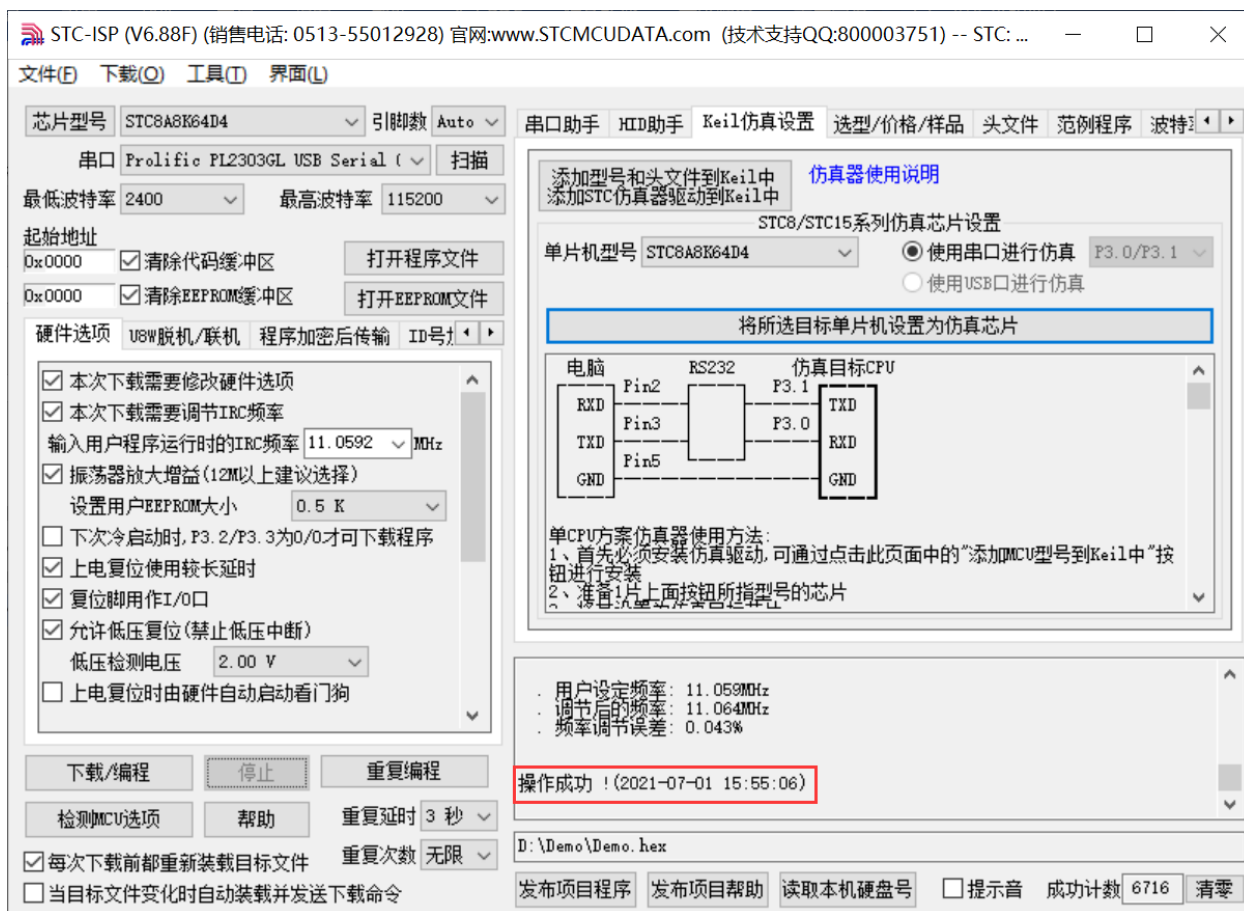 STC-ISP (V6.88F) (销售电话: 0513-55012928) 官网:www.STCMCUDATA.com (技术支持QQ:800003751) -- STC: ...
文件(F) 下载(O) 工具(T) 界面(L)
芯片型号 STC8A8K64D4 引脚数 Auto
串口 Prolific PL2303GL USB Serial ( 扫描
最低波特率 2400 最高波特率 115200
起始地址
0x0000 清除代码缓冲区 打开程序文件
0x0000 清除EEPROM缓冲区 打开EEPROM文件
硬件选项 U8W脱机/联机 程序加密后传输 ID号
本次下载需要修改硬件选项
本次下载需要调节IRC频率
输入用户程序运行时的IRC频率 11.0592 MHz
振荡器放大增益(12M以上建议选择)
设置用户EEPROM大小 0.5 K
下次冷启动时,P3.2/P3.3为0/0才可下载程序
上电复位使用较长延时
复位脚用作I/O口
允许低压复位(禁止低压中断)
低压检测电压 2.00 V
上电复位时由硬件自动启动看门狗
下载/编程 停止 重复编程
检测MCU选项 帮助 重复延时 3 秒
每次下载前都重新装载目标文件 重复次数 无限
当目标文件变化时自动装载并发送下载命令
串口助手 HID助手 Keil仿真设置 选型/价格/样品 头文件 范例程序 波特
添加型号和头文件到Keil中
添加STC仿真器驱动到Keil中
仿真器使用说明
STC8/STC15系列仿真芯片设置
单片机型号 STC8A8K64D4 使用串口进行仿真 P3.0/P3.1
使用USB口进行仿真
将所选目标单片机设置为仿真芯片
电脑 RS232 仿真目标CPU
Pin2 P3.1
RXD TXD
Pin3 P3.0
TXD RXD
Pin5
GND GND
单CPU方案仿真器使用方法:
1、首先必须安装仿真驱动,可通过点击此页面中的"添加MCU型号到Keil中"按
钮进行安装
2、准备1片上面按钮所指型号的芯片
. 用户设定频率: 11.059MHz
. 调节后的频率: 11.064MHz
. 频率调节误差: 0.043%
操作成功 !(2021-07-01 15:55:06)
D:\Demo\Demo.hex
发布项目程序 发布项目帮助 读取本机硬盘号 提示音 成功计数 6716 清零